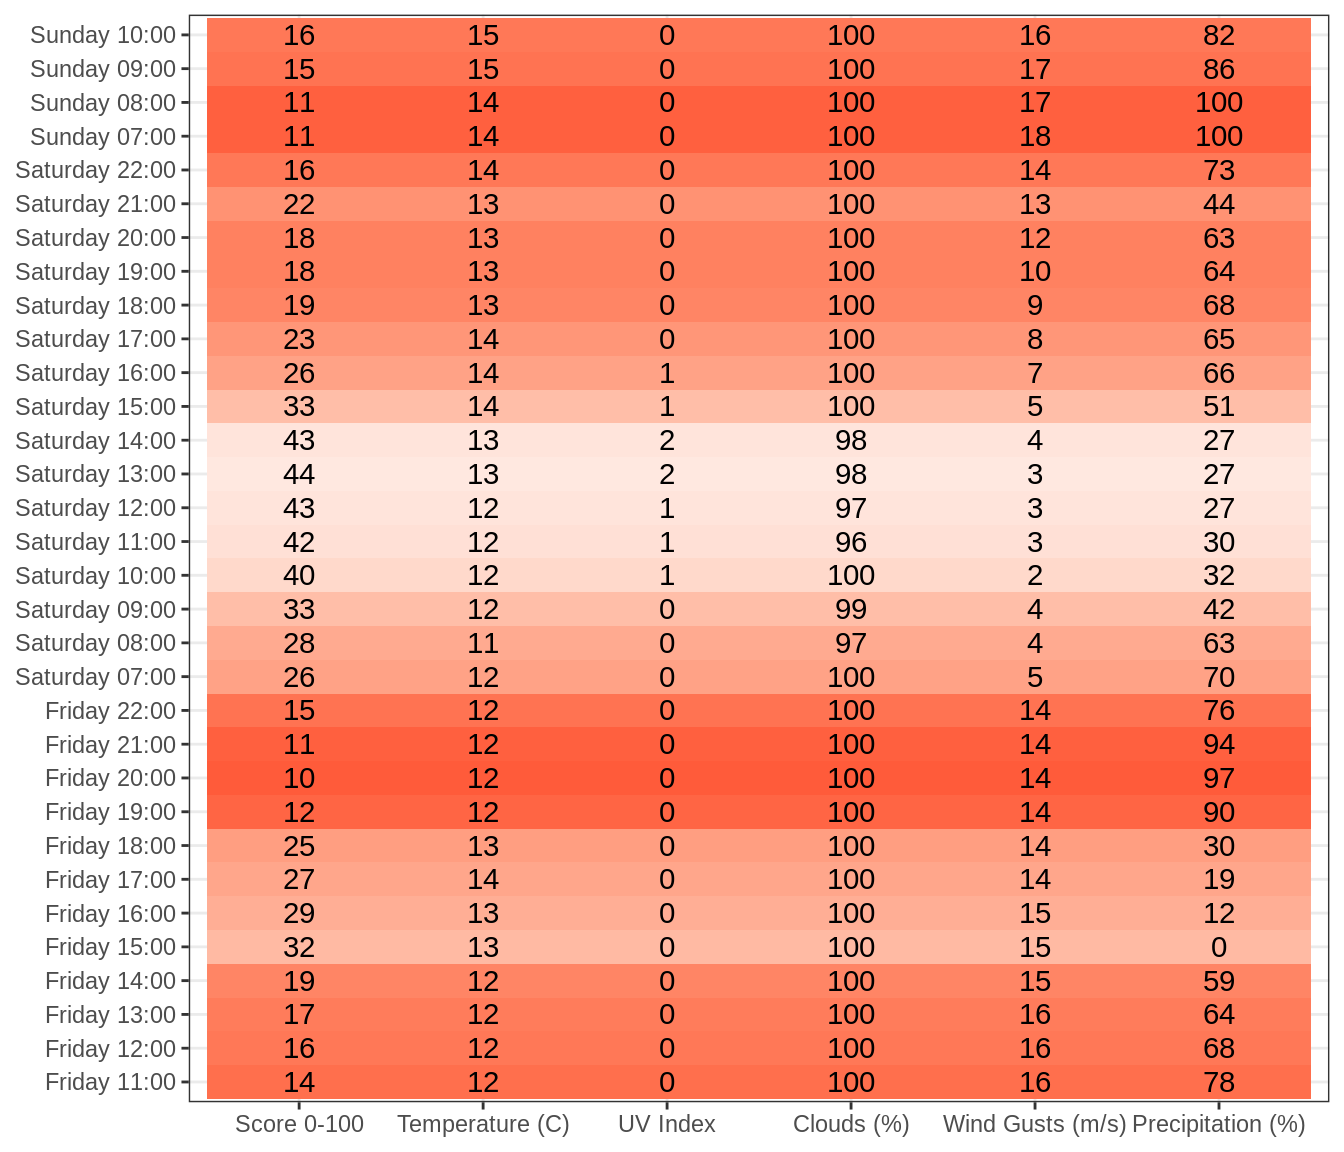 Sunday 10:00 16 15 0 100 16 82
Sunday 09:00 15 15 0 100 17 86
Sunday 08:00 11 14 0 100 17 100
Sunday 07:00 11 14 0 100 18 100
Saturday 22:00 16 14 0 100 14 73
Saturday 21:00 22 13 0 100 13 44
Saturday 20:00 18 13 0 100 12 63
Saturday 19:00 18 13 0 100 10 64
Saturday 18:00 19 13 0 100 9 68
Saturday 17:00 23 14 0 100 8 65
Saturday 16:00 26 14 1 100 7 66
Saturday 15:00 33 14 1 100 5 51
Saturday 14:00 43 13 2 98 4 27
Saturday 13:00 44 13 2 98 3 27
Saturday 12:00 43 12 1 97 3 27
Saturday 11:00 42 12 1 96 3 30
Saturday 10:00 40 12 1 100 2 32
Saturday 09:00 33 12 0 99 4 42
Saturday 08:00 28 11 0 97 4 63
Saturday 07:00 26 12 0 100 5 70
Friday 22:00 15 12 0 100 14 76
Friday 21:00 11 12 0 100 14 94
Friday 20:00 10 12 0 100 14 97
Friday 19:00 12 12 0 100 14 90
Friday 18:00 25 13 0 100 14 30
Friday 17:00 27 14 0 100 14 19
Friday 16:00 29 13 0 100 15 12
Friday 15:00 32 13 0 100 15 0
Friday 14:00 19 12 0 100 15 59
Friday 13:00 17 12 0 100 16 64
Friday 12:00 16 12 0 100 16 68
Friday 11:00 14 12 0 100 16 78
Score 0-100 Temperature (C) UV Index Clouds (%) Wind Gusts (m/s) Precipitation (%)